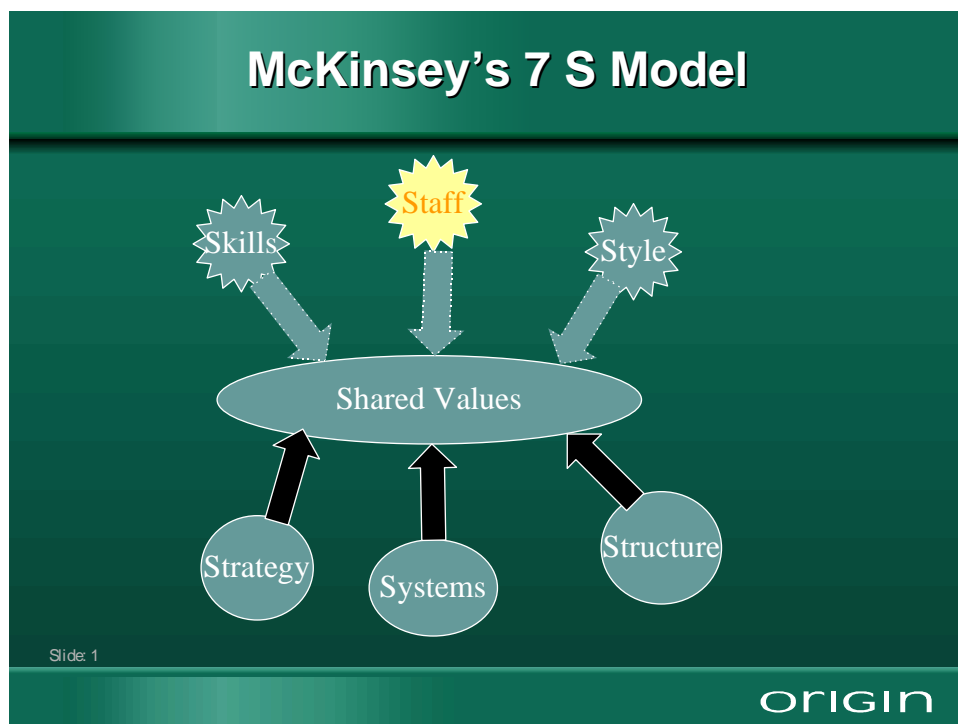 McKinsey’s 7 S Model
Staff
Skills
Style
Shared Values
Strategy
Systems
Structure
Slide: 1
ORIGIN